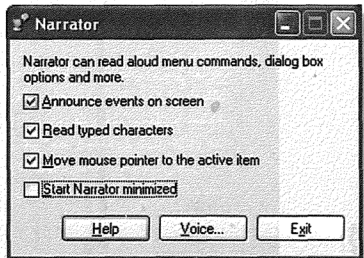 Narrator
Narrator can read aloud menu commands, dialog box
options and more.
Announce events on screen
Read typed characters
Move mouse pointer to the active item
Start Narrator minimized
Help Voice... Exit